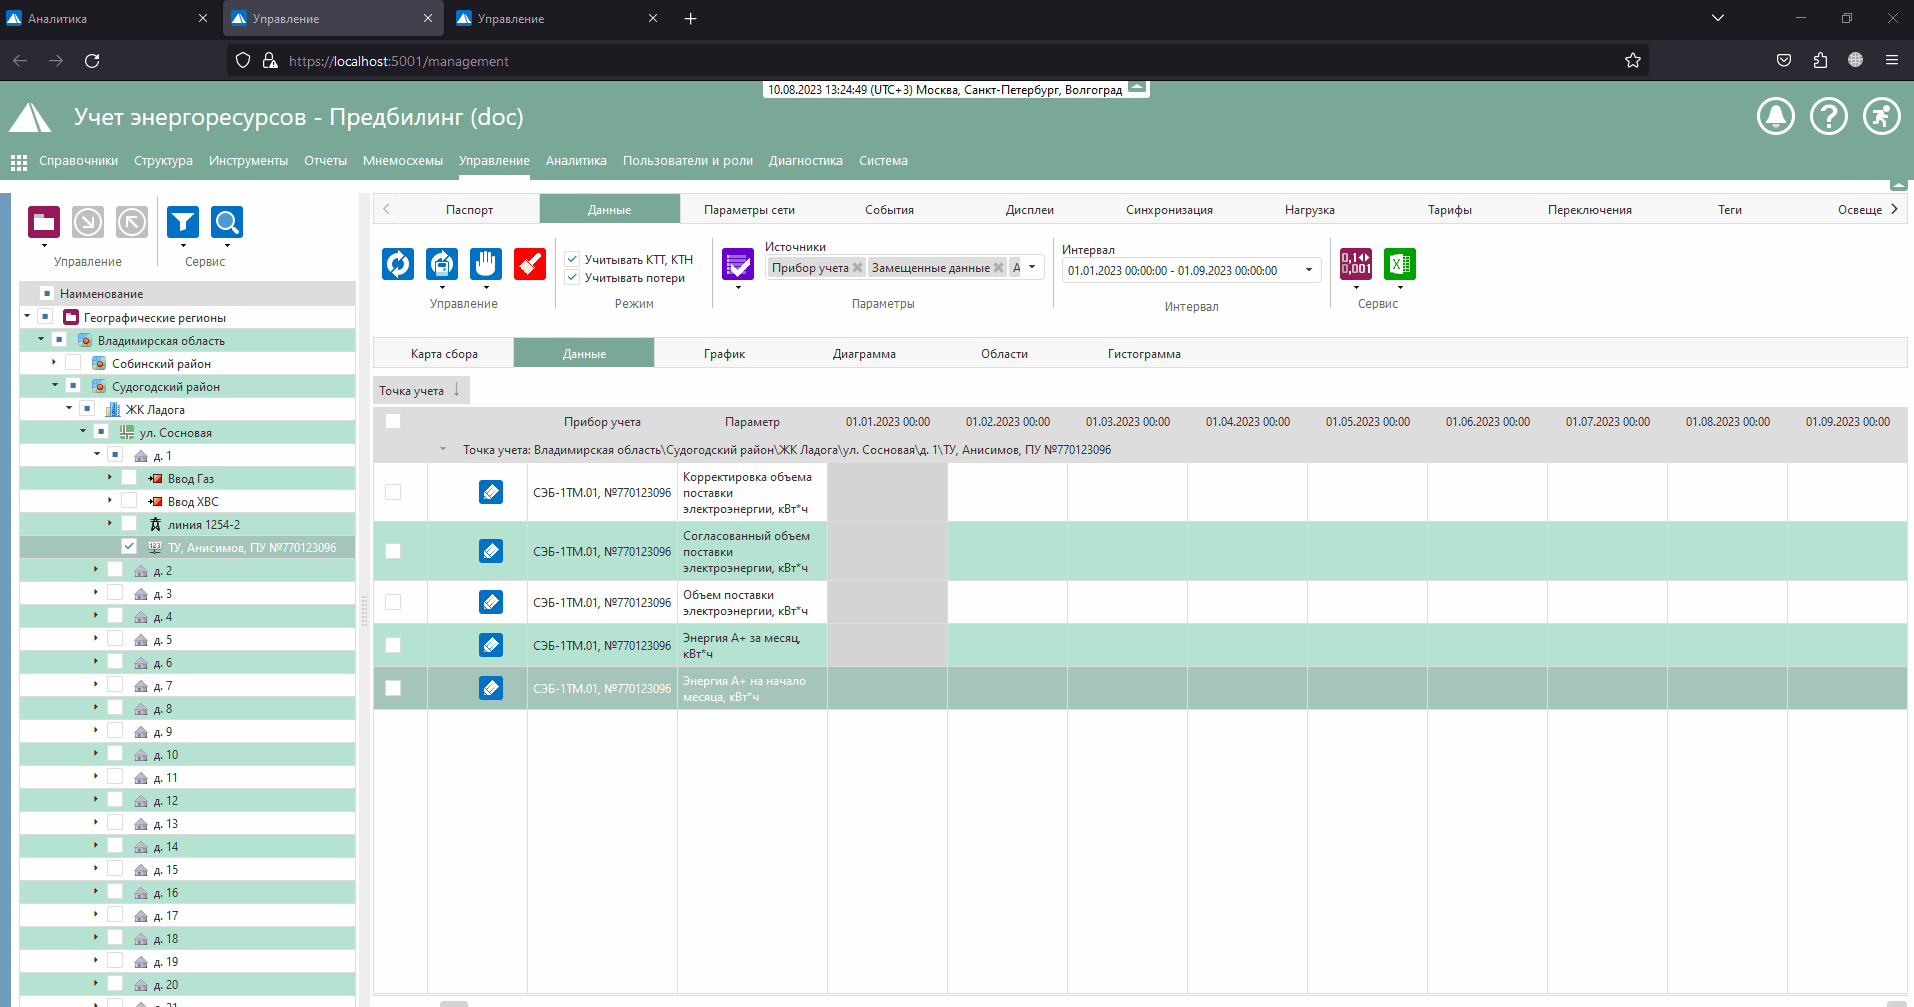 Аналитика
Управление
Управление
https://localhost:5001/management
10.08.2023 13:24:49 (UTC+3) Москва, Санкт-Петербург, Волгоград
Учет энергоресурсов - Предбилинг (doc)
Справочники Структура Инструменты Отчеты Мнемосхемы Управление Аналитика Пользователи и роли Диагностика Система
Управление Сервис
Наименование
Географические регионы
Владимирская область
Собинский район
Судогодский район
ЖК Ладога
ул. Сосновая
д. 1
Ввод Газ
Ввод ХВС
линия 1254-2
ТУ, Анисимов, ПУ №770123096
д. 2
д. 3
д. 4
д. 5
д. 6
д. 7
д. 8
д. 9
д. 10
д. 11
д. 12
д. 13
д. 14
д. 15
д. 16
д. 17
д. 18
д. 19
д. 20
Паспорт Данные Параметры сети События Дисплеи Синхронизация Нагрузка Тарифы Переключения Теги Освеще
Управление
Учитывать КТТ, КТН
Учитывать потери
Режим
Источники
Прибор учета Замещенные данные А
Параметры
Интервал
01.01.2023 00:00:00 - 01.09.2023 00:00:00
Интервал
0,1
0,001
Сервис
Карта сбора Данные График Диаграмма Области Гистограмма
Точка учета
Прибор учета Параметр 01.01.2023 00:00 01.02.2023 00:00 01.03.2023 00:00 01.04.2023 00:00 01.05.2023 00:00 01.06.2023 00:00 01.07.2023 00:00 01.08.2023 00:00 01.09.2023 00:00
Точка учета: Владимирская область\Судогодский район\ЖК Ладога\ул. Сосновая\д. 1\ТУ, Анисимов, ПУ №770123096
СЭБ-1ТМ.01, №770123096
Корректировка объема
поставки
электроэнергии, кВт*ч
СЭБ-1ТМ.01, №770123096
Согласованный объем
поставки
электроэнергии, кВт*ч
СЭБ-1ТМ.01, №770123096
Объем поставки
электроэнергии, кВт*ч
СЭБ-1ТМ.01, №770123096
Энергия A+ за месяц,
кВт*ч
СЭБ-1ТМ.01, №770123096
Энергия A+ на начало
месяца, кВт*ч